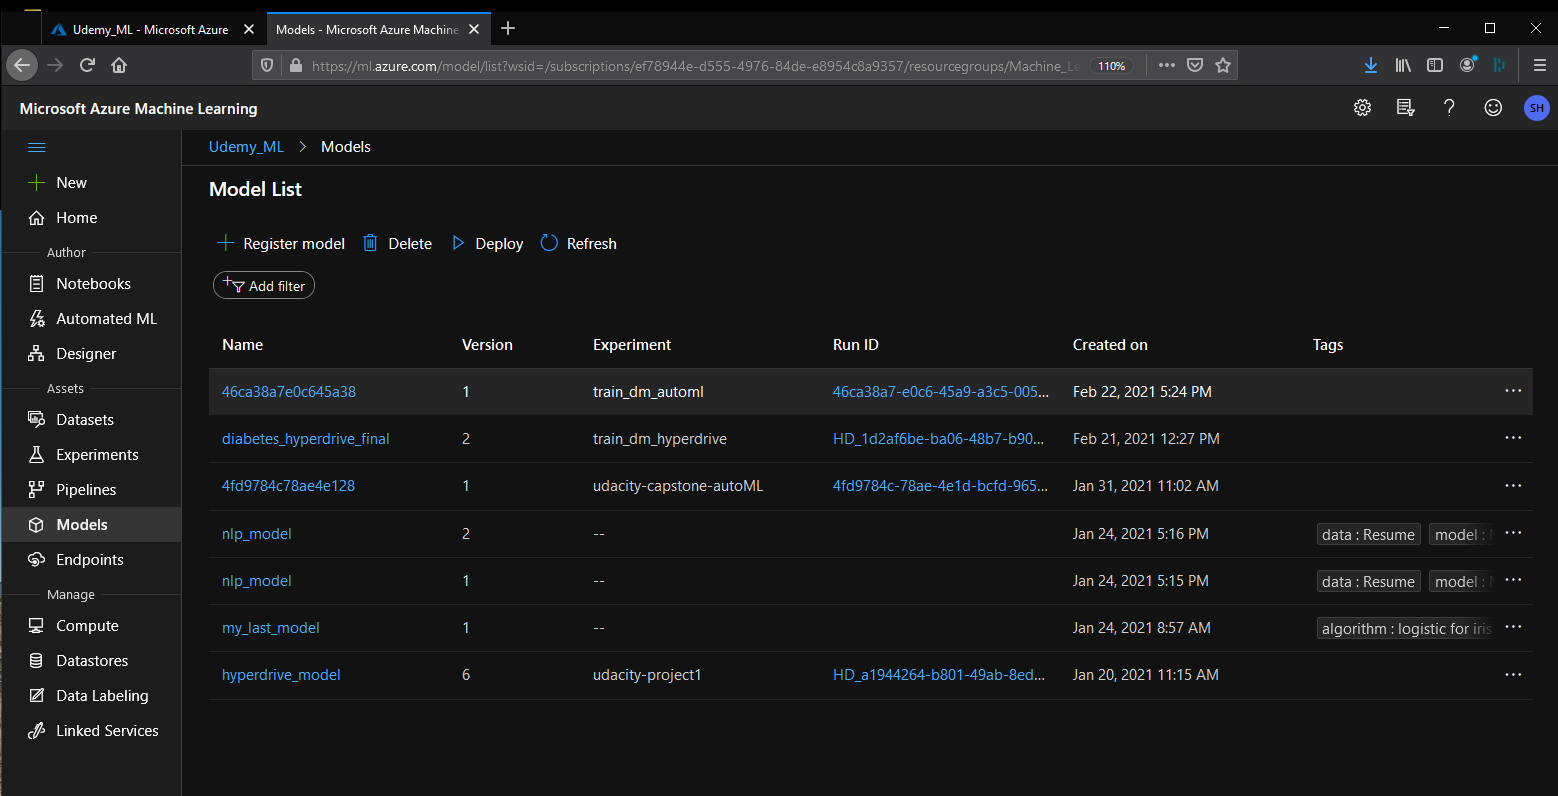 Udemy_ML - Microsoft Azure
Models - Microsoft Azure Machine
https://ml.azure.com/model/list?wsid=/subscriptions/ef78944e-d555-4976-84de-e8954c8a9357/resourcegroups/Machine_Le
110%
Microsoft Azure Machine Learning
SH
New
Home
Author
Notebooks
Automated ML
Designer
Assets
Datasets
Experiments
Pipelines
Models
Endpoints
Manage
Compute
Datastores
Data Labeling
Linked Services
Udemy_ML > Models
Model List
Register model Delete Deploy Refresh
Add filter
Name Version Experiment Run ID Created on Tags
46ca38a7e0c645a38 1 train_dm_automl 46ca38a7-e0c6-45a9-a3c5-005... Feb 22, 2021 5:24 PM
diabetes_hyperdrive_final 2 train_dm_hyperdrive HD_1d2af6be-ba06-48b7-b90... Feb 21, 2021 12:27 PM
4fd9784c78ae4e128 1 udacity-capstone-autoML 4fd9784c-78ae-4e1d-bcfd-965... Jan 31, 2021 11:02 AM
nlp_model 2 -- Jan 24, 2021 5:16 PM data : Resume model :
nlp_model 1 -- Jan 24, 2021 5:15 PM data : Resume model :
my_last_model 1 -- Jan 24, 2021 8:57 AM algorithm : logistic for iris
hyperdrive_model 6 udacity-project1 HD_a1944264-b801-49ab-8ed... Jan 20, 2021 11:15 AM